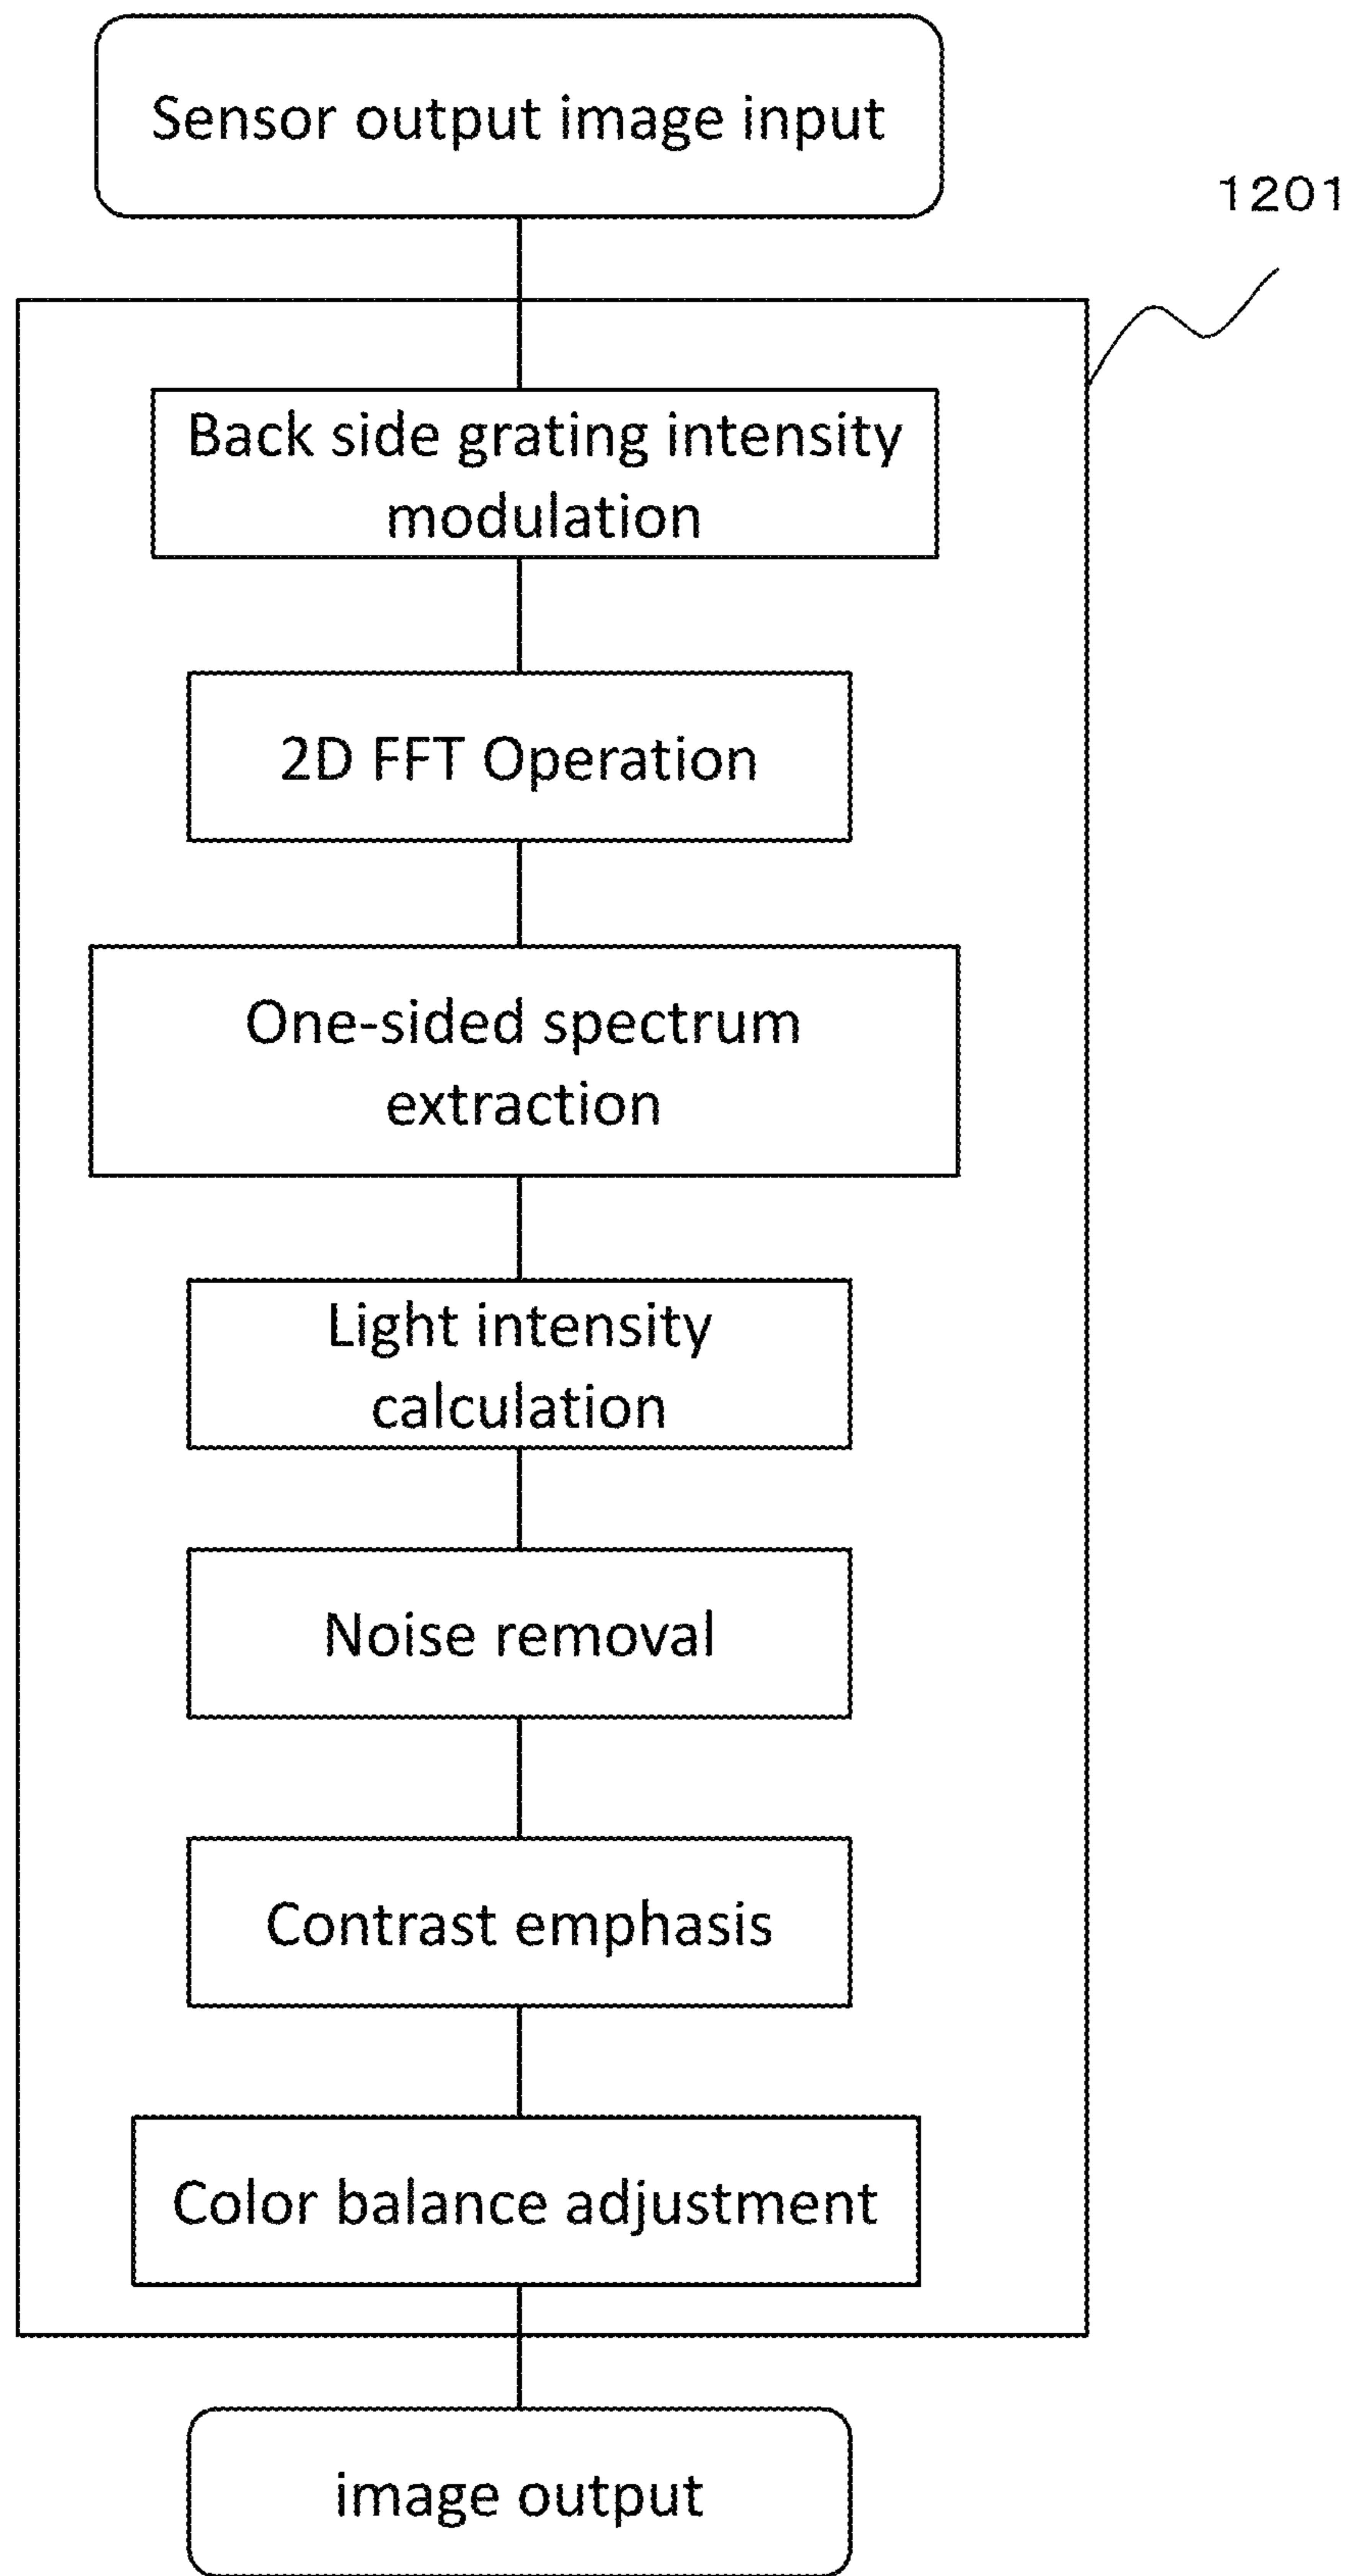 Sensor output image input
1201
Back side grating intensity
modulation
2D FFT Operation
One-sided spectrum
extraction
Light intensity
calculation
Noise removal
Contrast emphasis
Color balance adjustment
image output